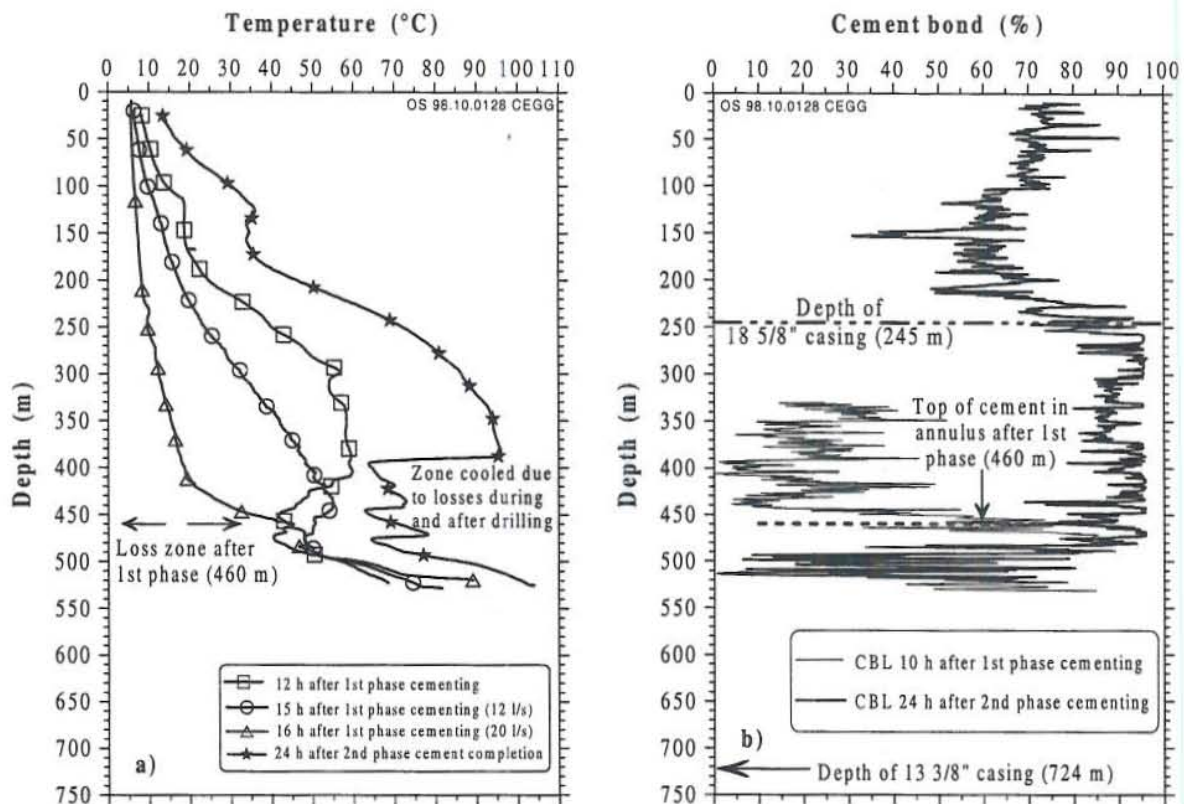 Temperature (°C)
0 10 20 30 40 50 60 70 80 90 100 110
OS 98.10.0128 CEGG
Depth (m)
0
50
100
150
200
250
300
350
400
450
500
550
600
650
700
750
Zone cooled due
to losses during
and after drilling
Loss zone after
1st phase (460 m)
12 h after 1st phase cementing
15 h after 1st phase cementing (12 l/s)
16 h after 1st phase cementing (20 l/s)
24 h after 2nd phase cement completion
a)
Cement bond (%)
0 10 20 30 40 50 60 70 80 90 100
OS 98.10.0128 CEGG
Depth (m)
0
50
100
150
200
250
300
350
400
450
500
550
600
650
700
750
Depth of
18 5/8" casing (245 m)
Top of cement in
annulus after 1st
phase (460 m)
CBL 10 h after 1st phase cementing
CBL 24 h after 2nd phase cementing
b)
Depth of 13 3/8" casing (724 m)